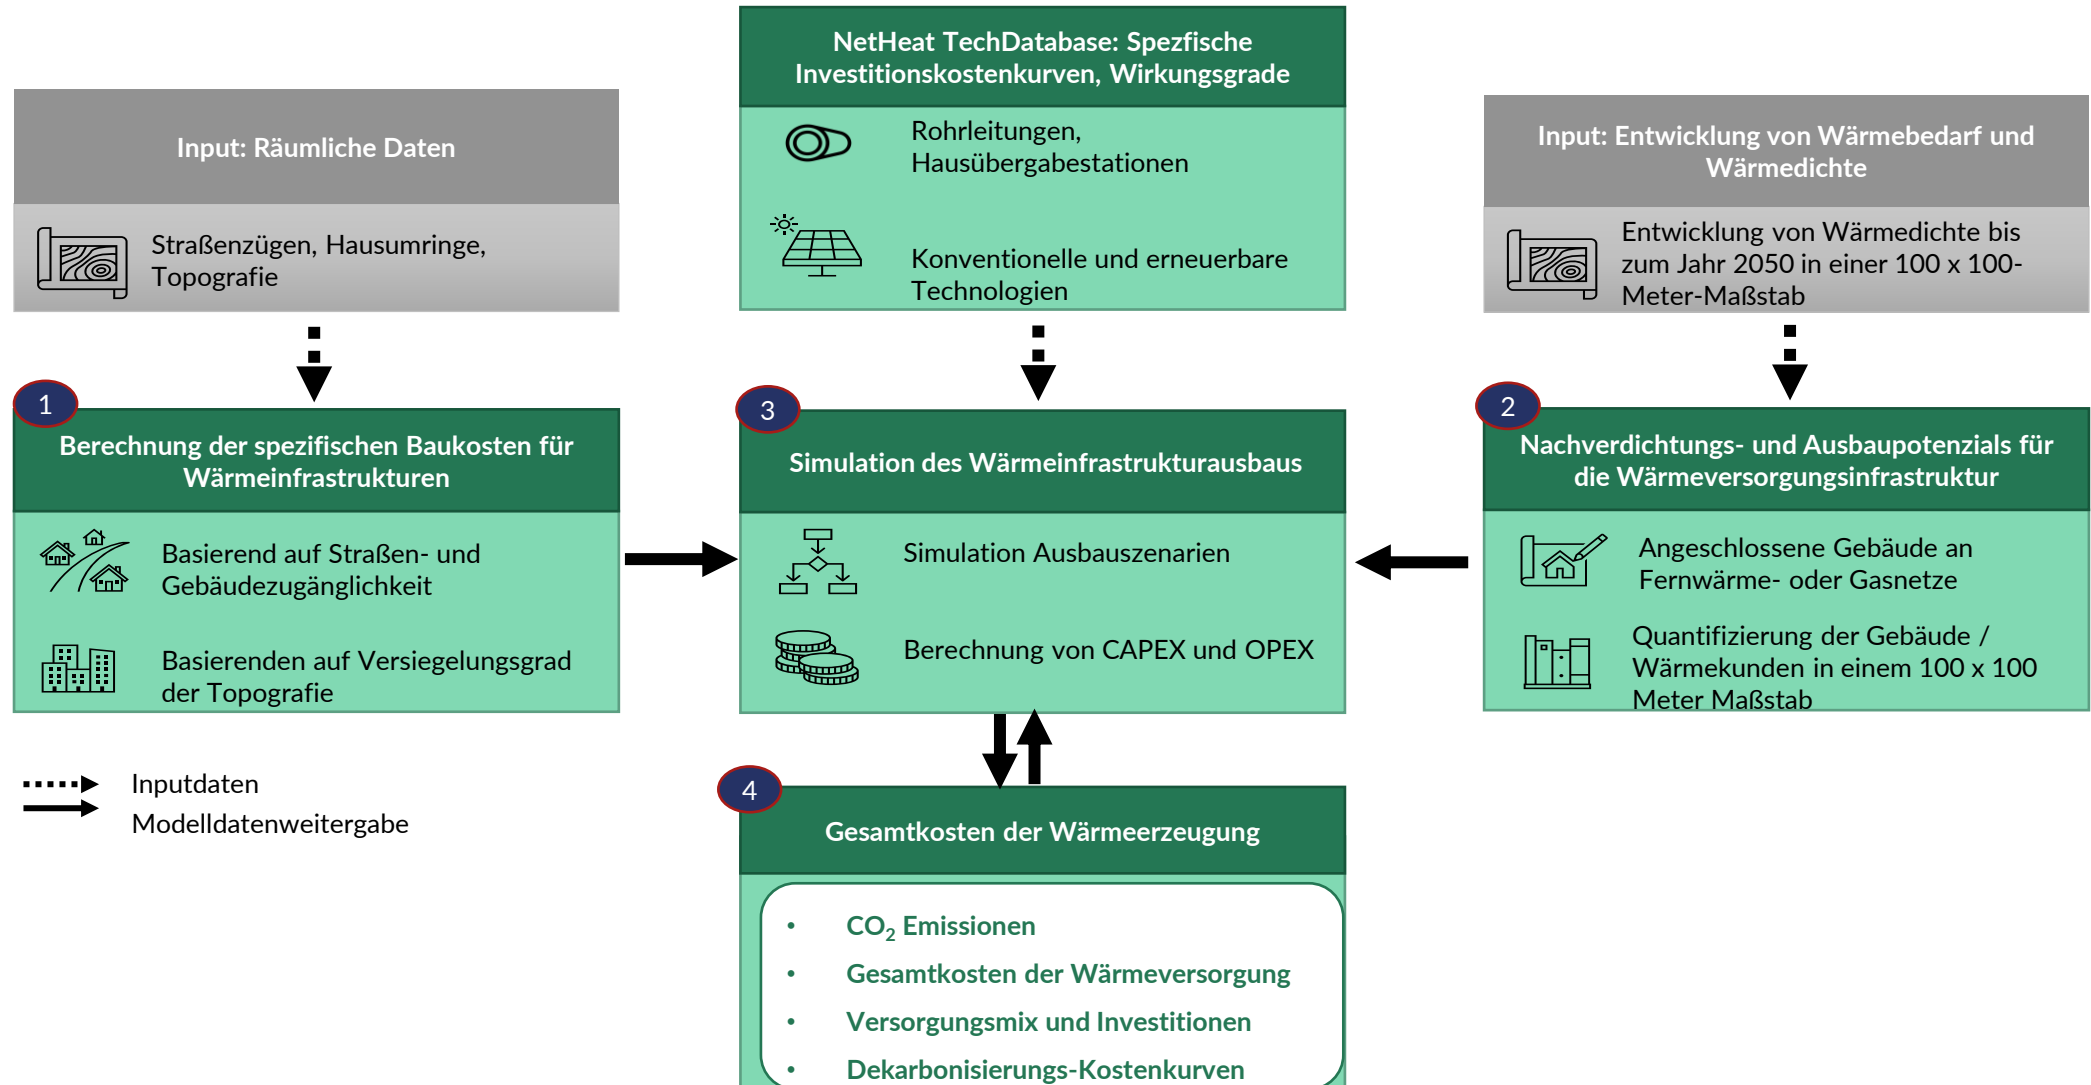 NetHeat TechDatabase: Spezfische
Investitionskostenkurven, Wirkungsgrade
Rohrleitungen,
Hausübergabestationen
Konventionelle und erneuerbare
Technologien
Input: Räumliche Daten
Straßenzügen, Hausumringe,
Topografie
Input: Entwicklung von Wärmebedarf und
Wärmedichte
Entwicklung von Wärmedichte bis
zum Jahr 2050 in einer 100 x 100-
Meter-Maßstab
1
Berechnung der spezifischen Baukosten für
Wärmeinfrastrukturen
Basierend auf Straßen- und
Gebäudezugänglichkeit
Basierenden auf Versiegelungsgrad
der Topografie
3
Simulation des Wärmeinfrastrukturausbaus
Simulation Ausbauszenarien
Berechnung von CAPEX und OPEX
2
Nachverdichtungs- und Ausbaupotenzials für
die Wärmeversorgungsinfrastruktur
Angeschlossene Gebäude an
Fernwärme- oder Gasnetze
Quantifizierung der Gebäude /
Wärmekunden in einem 100 x 100
Meter Maßstab
Inputdaten
Modelldatenweitergabe
4
Gesamtkosten der Wärmeerzeugung
• CO₂ Emissionen
• Gesamtkosten der Wärmeversorgung
• Versorgungsmix und Investitionen
• Dekarbonisierungs-Kostenkurven